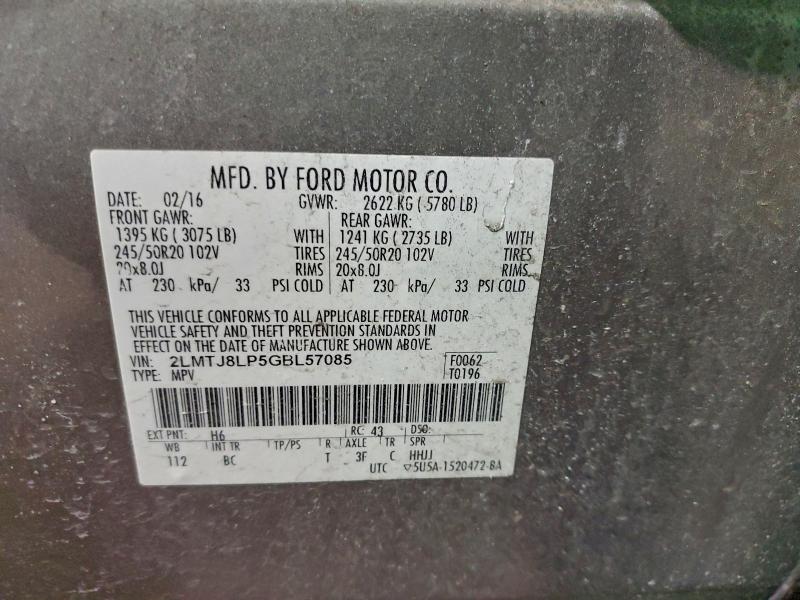 MFD. BY FORD MOTOR CO.
DATE: 02/16 GVWR: 2622 KG ( 5780 LB)
FRONT GAWR: REAR GAWR:
1395 KG ( 3075 LB) WITH 1241 KG ( 2735 LB) WITH
245/50R20 102V TIRES 245/50R20 102V TIRES
20x8.0J RIMS 20x8.0J RIMS
AT 230 kPa/ 33 PSI COLD AT 230 kPa/ 33 PSI COLD
THIS VEHICLE CONFORMS TO ALL APPLICABLE FEDERAL MOTOR
VEHICLE SAFETY AND THEFT PREVENTION STANDARDS IN
EFFECT ON THE DATE OF MANUFACTURE SHOWN ABOVE.
VIN: 2LMTJ8LP5GBL57085 F0062
TYPE: MPV T0196
EXT PNT: H6 RC: 43 DSO:
WB INT TR TP/PS R AXLE TR SPR
112 BC T 3F C HHJJ
UTC ▽5U5A-1520472-BA